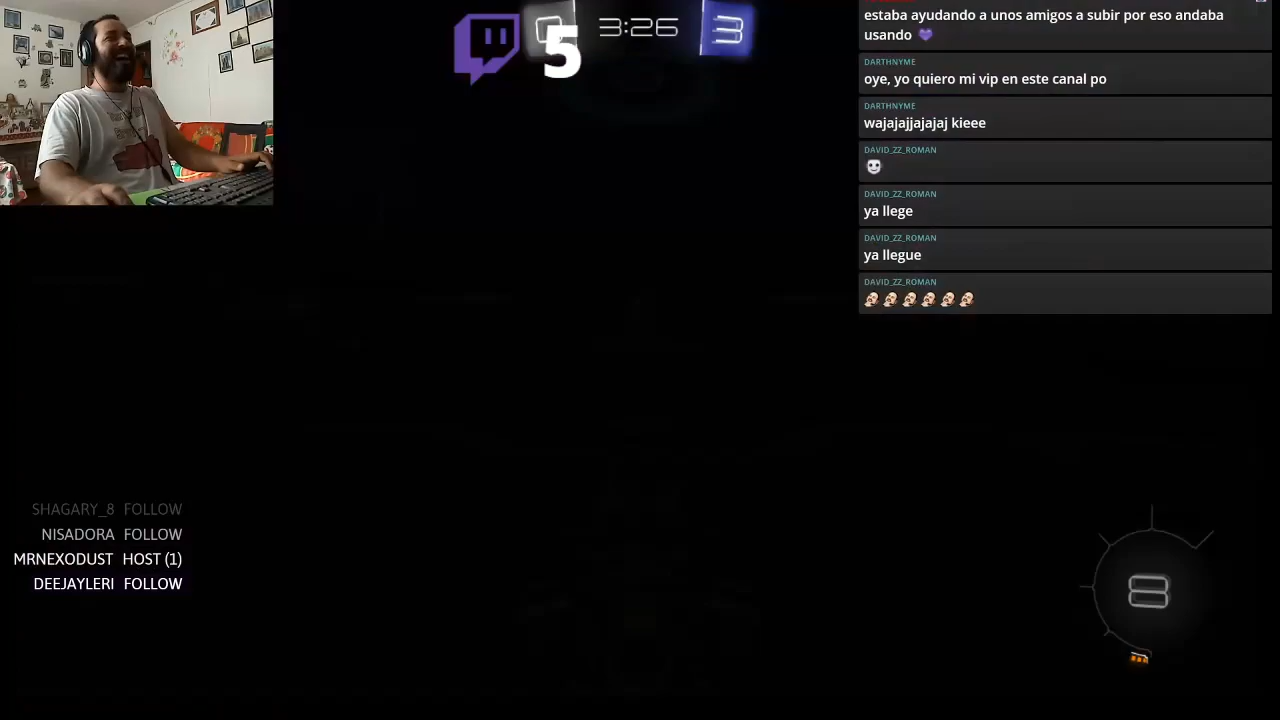 0 5 3:26 3
estaba ayudando a unos amigos a subir por eso andaba
usando 💜
DARTHNYME
oye, yo quiero mi vip en este canal po
DARTHNYME
wajajajjajajaj kieee
DAVID_ZZ_ROMAN
DAVID_ZZ_ROMAN
ya llege
DAVID_ZZ_ROMAN
ya llegue
DAVID_ZZ_ROMAN
SHAGARY_8 FOLLOW
NISADORA FOLLOW
MRNEXODUST HOST (1)
DEEJAYLERI FOLLOW
8